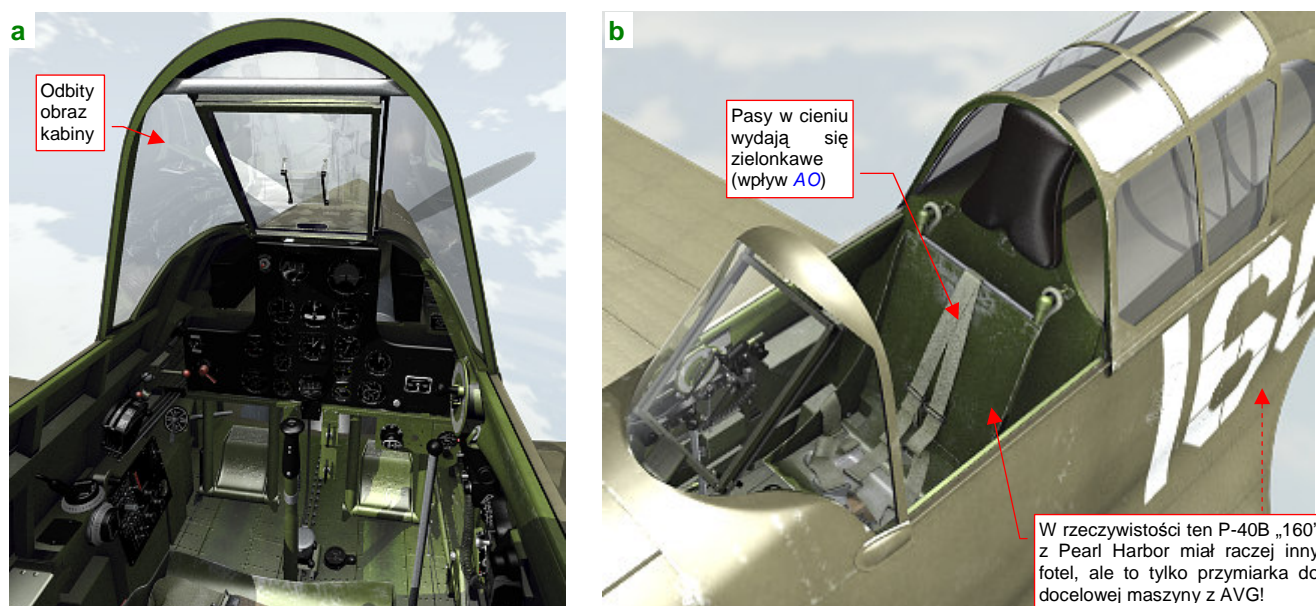 a
Odbity
obraz
kabiny
b
Pasy w cieniu
wydają się
zielonkawe
(wpływ AO)
160
W rzeczywistości ten P-40B „160”
z Pearl Harbor miał raczej inny
fotel, ale to tylko przymiarka do
docelowej maszyny z AVG!